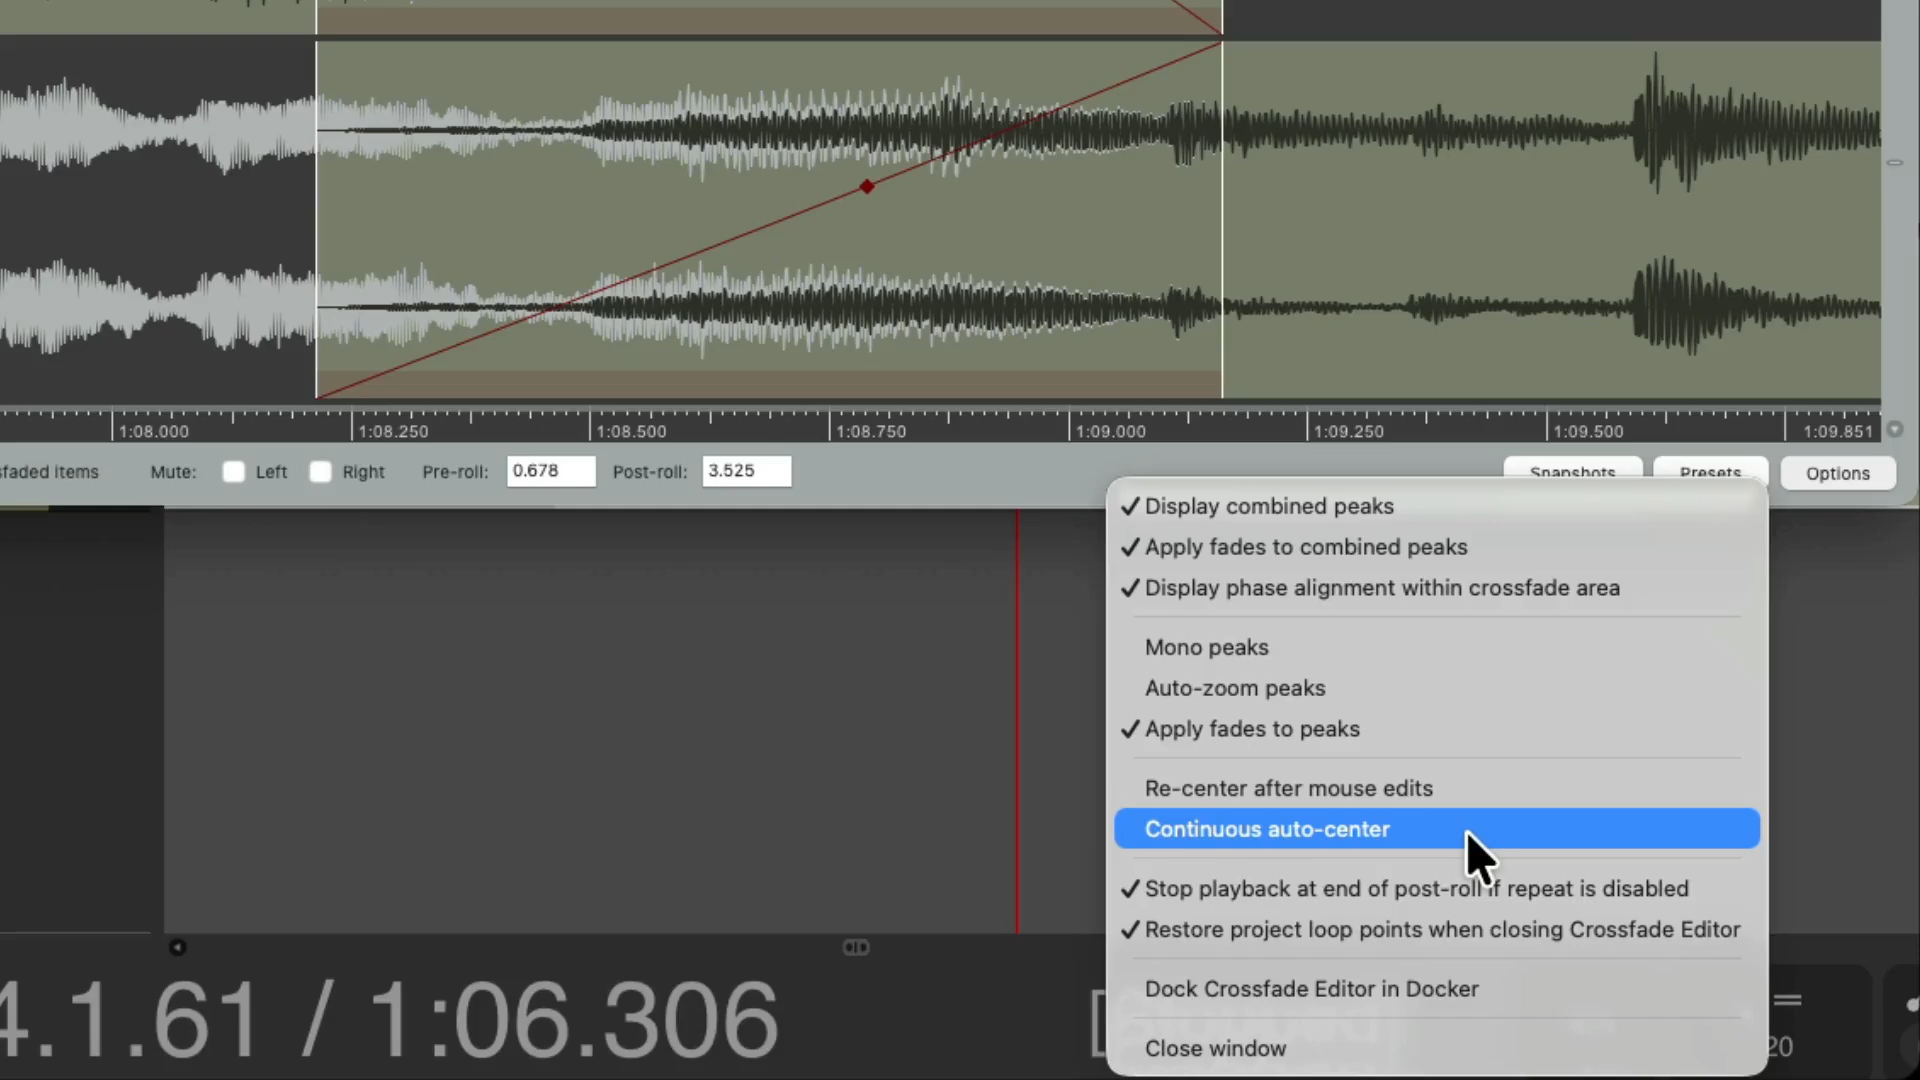 1:08.000 1:08.250 1:08.500 1:08.750 1:09.000 1:09.250 1:09.500 1:09.851
faded items Mute: Left Right Pre-roll: 0.678 Post-roll: 3.525 Snapshots Presets Options
✓ Display combined peaks
✓ Apply fades to combined peaks
✓ Display phase alignment within crossfade area
Mono peaks
Auto-zoom peaks
✓ Apply fades to peaks
Re-center after mouse edits
Continuous auto-center
✓ Stop playback at end of post-roll if repeat is disabled
✓ Restore project loop points when closing Crossfade Editor
Dock Crossfade Editor in Docker
Close window
4.1.61 / 1:06.306
20